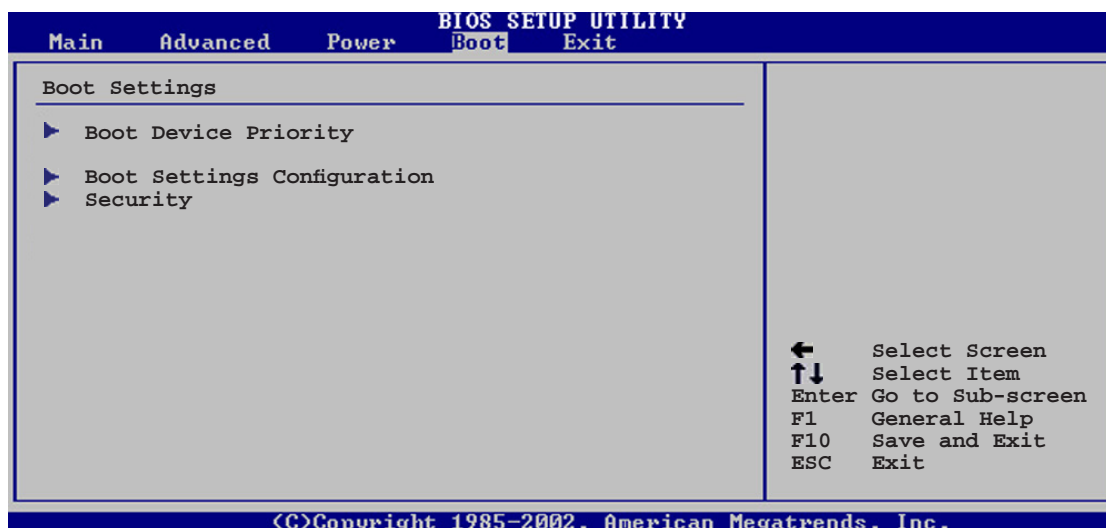 BIOS SETUP UTILITY
Main Advanced Power Boot Exit
Boot Settings
Boot Device Priority
Boot Settings Configuration
Security
← Select Screen
↑↓ Select Item
Enter Go to Sub-screen
F1 General Help
F10 Save and Exit
ESC Exit
(C)Copyright 1985-2002, American Megatrends, Inc.